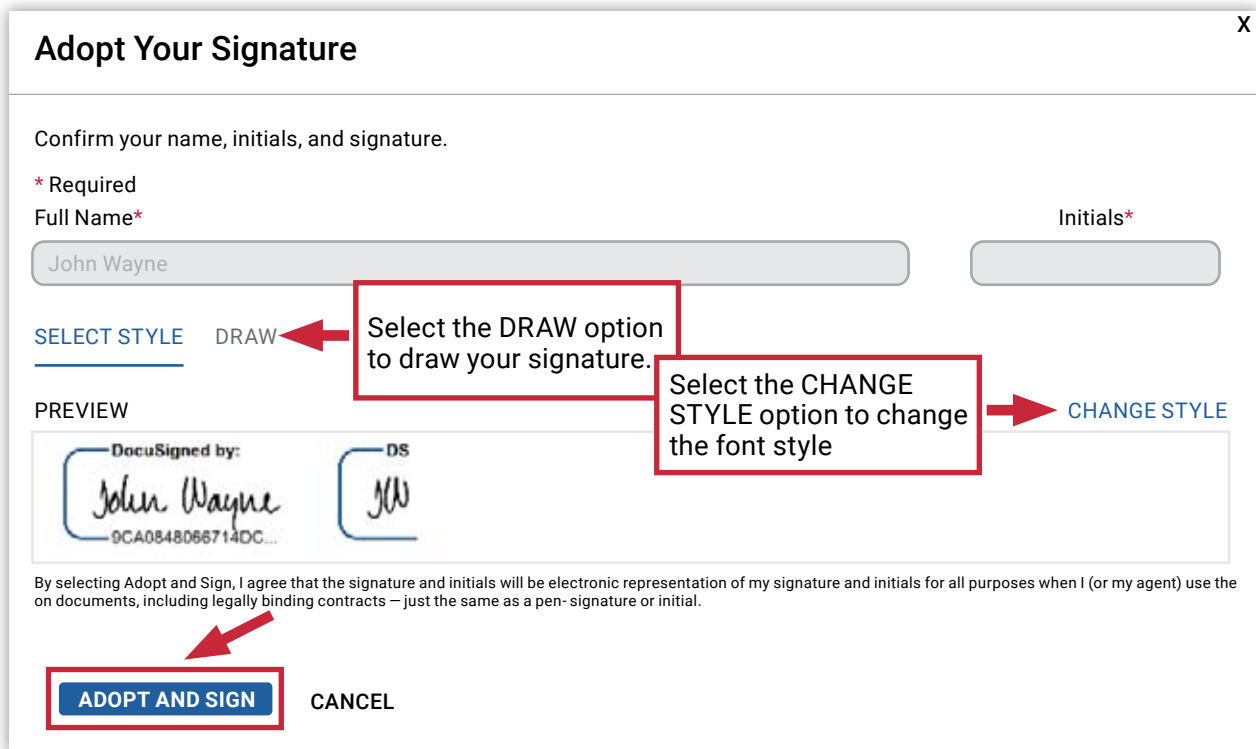 X
Adopt Your Signature
Confirm your name, initials, and signature.
* Required
Full Name*
Initials*
John Wayne
SELECT STYLE DRAW
Select the DRAW option
to draw your signature.
Select the CHANGE
STYLE option to change
the font style
PREVIEW
CHANGE STYLE
DocuSigned by:
John Wayne
9CA0848066714DC...
DS
JW
By selecting Adopt and Sign, I agree that the signature and initials will be electronic representation of my signature and initials for all purposes when I (or my agent) use the
on documents, including legally binding contracts — just the same as a pen- signature or initial.
ADOPT AND SIGN
CANCEL